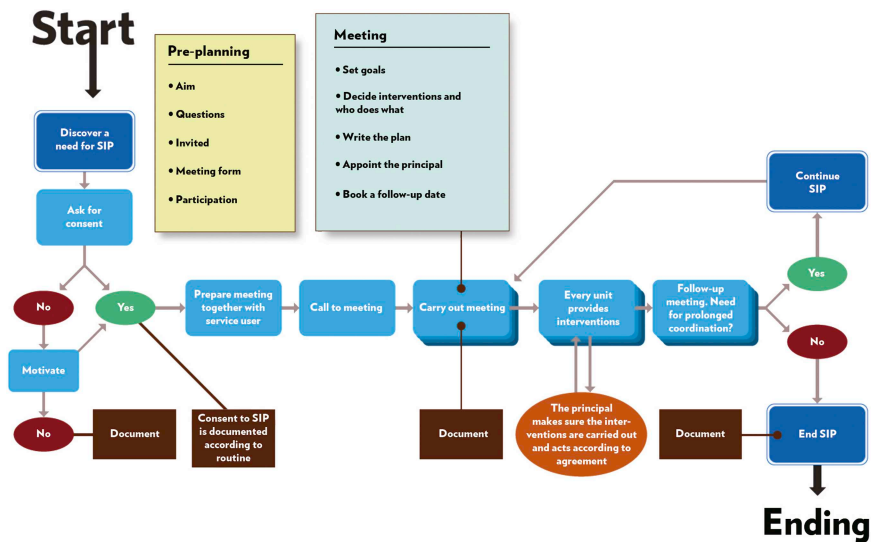 Start
Pre-planning
• Aim
• Questions
• Invited
• Meeting form
• Participation
Meeting
• Set goals
• Decide interventions and
who does what
• Write the plan
• Appoint the principal
• Book a follow-up date
Discover a
need for SIP
Ask for
consent
No
Yes
Motivate
No
Document
Consent to SIP
is documented
according to
routine
Prepare meeting
together with
service user
Call to meeting
Carry out meeting
Document
Every unit
provides
interventions
The principal
makes sure the inter-
ventions are carried out
and acts according to
agreement
Follow-up
meeting. Need
for prolonged
coordination?
Continue
SIP
Yes
No
Document
End SIP
Ending